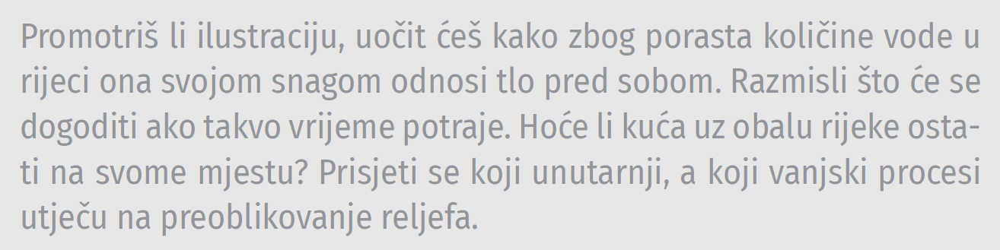 Promotriš li ilustraciju, uočit ćeš kako zbog porasta količine vode u
rijeci ona svojom snagom odnosi tlo pred sobom. Razmisli što će se
dogoditi ako takvo vrijeme potraje. Hoće li kuća uz obalu rijeke osta-
ti na svome mjestu? Prisjeti se koji unutarnji, a koji vanjski procesi
utječu na preoblikovanje reljefa.